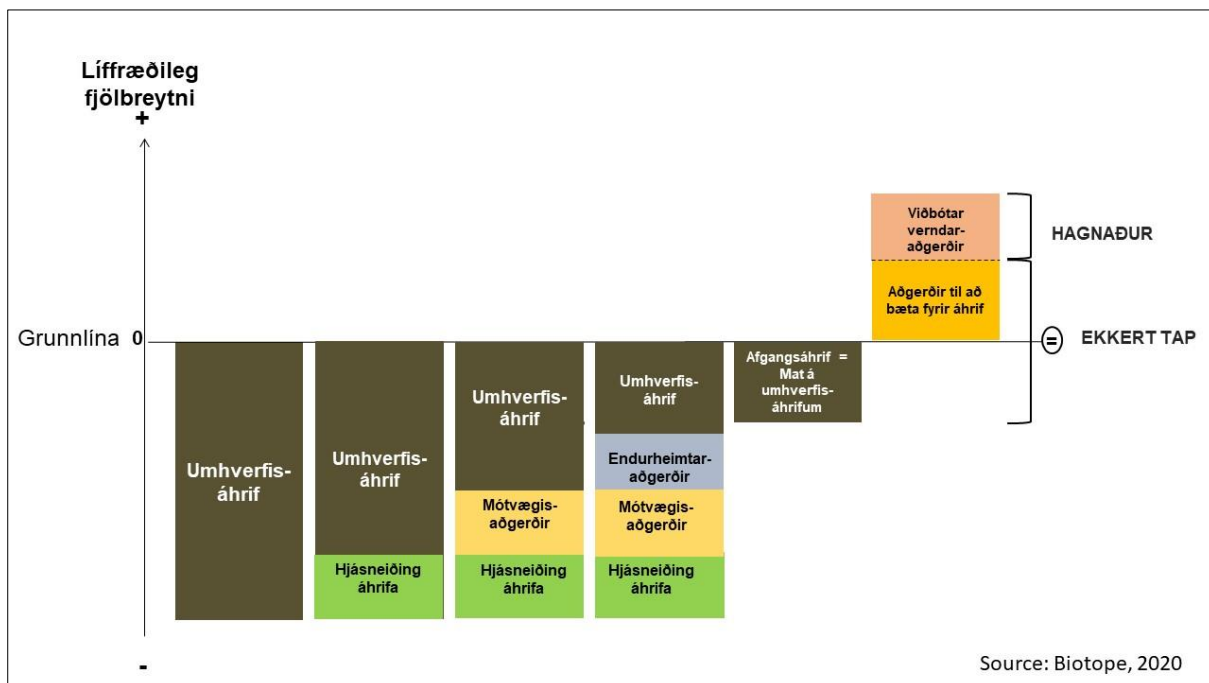 Líffræðileg
fjölbreytni
+
Viðbótar
verndar-
aðgerðir
HAGNAÐUR
Aðgerðir til að
bæta fyrir áhrif
Grunnlína 0
= EKKERT TAP
Umhverfis-
áhrif
Umhverfis-
áhrif
Hjásneiðing
áhrifa
Umhverfis-
áhrif
Mótvægis-
aðgerðir
Hjásneiðing
áhrifa
Umhverfis-
áhrif
Endurheimtar-
aðgerðir
Mótvægis-
aðgerðir
Hjásneiðing
áhrifa
Afgangsáhrif =
Mat á
umhverfis-
áhrifum
-
Source: Biotope, 2020